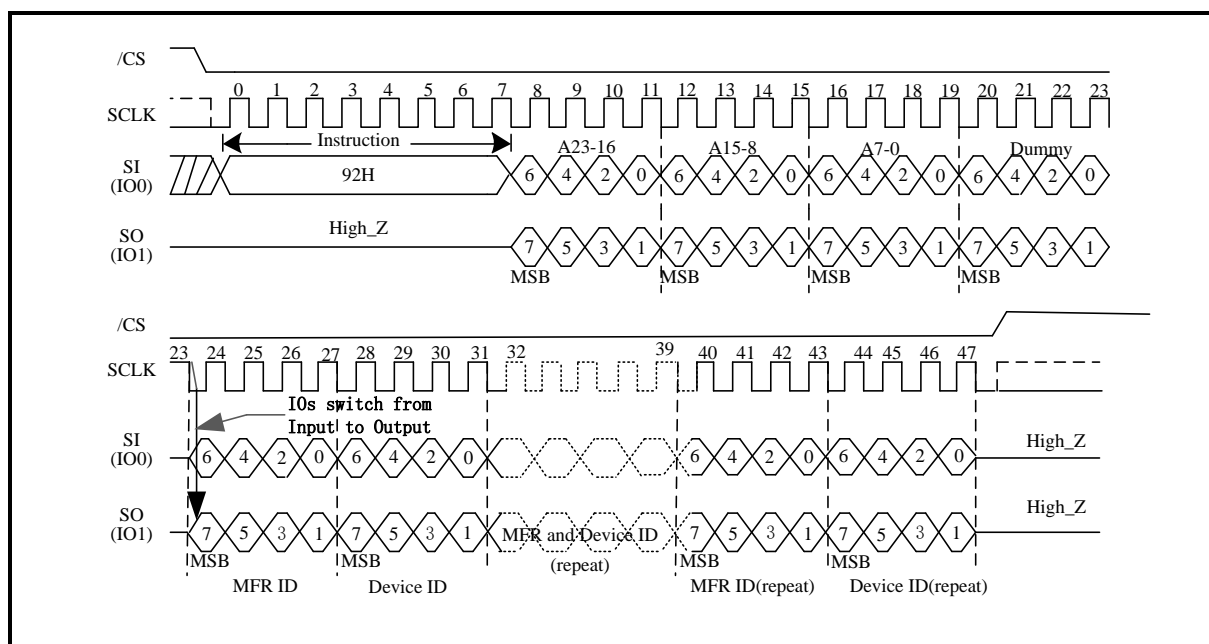 /CS
0 1 2 3 4 5 6 7 8 9 10 11 12 13 14 15 16 17 18 19 20 21 22 23
SCLK
Instruction A23-16 A15-8 A7-0 Dummy
SI
(IO0)
92H 6 4 2 0 6 4 2 0 6 4 2 0 6 4 2 0
SO
(IO1)
High_Z 7 5 3 1 7 5 3 1 7 5 3 1 7 5 3 1
MSB MSB MSB MSB
/CS
23 24 25 26 27 28 29 30 31 32 39 40 41 42 43 44 45 46 47
SCLK
IOs switch from
Input to Output
SI
(IO0)
6 4 2 0 6 4 2 0 6 4 2 0 6 4 2 0 High_Z
SO
(IO1)
7 5 3 1 7 5 3 1 MFR and Device ID 7 5 3 1 7 5 3 1 High_Z
MSB MSB (repeat) MSB MSB
MFR ID Device ID MFR ID(repeat) Device ID(repeat)